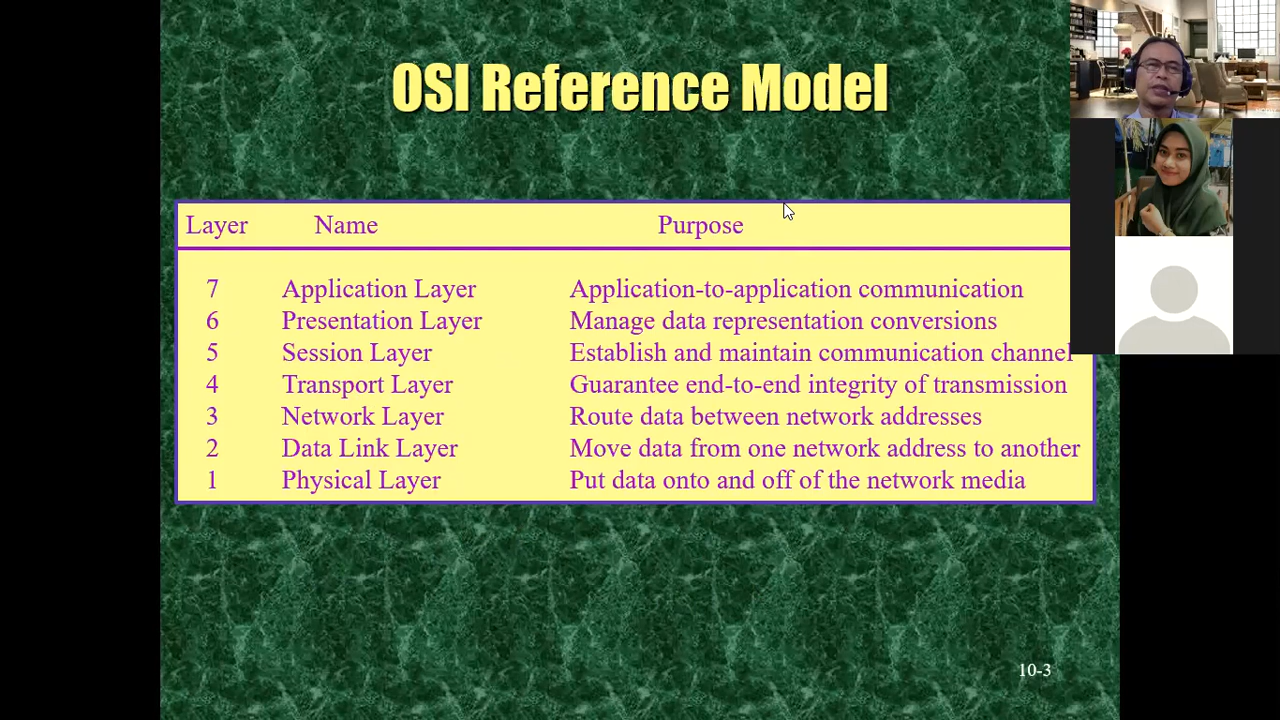 OSI Reference Model
Layer Name Purpose
7 Application Layer Application-to-application communication
6 Presentation Layer Manage data representation conversions
5 Session Layer Establish and maintain communication channel
4 Transport Layer Guarantee end-to-end integrity of transmission
3 Network Layer Route data between network addresses
2 Data Link Layer Move data from one network address to another
1 Physical Layer Put data onto and off of the network media
10-3